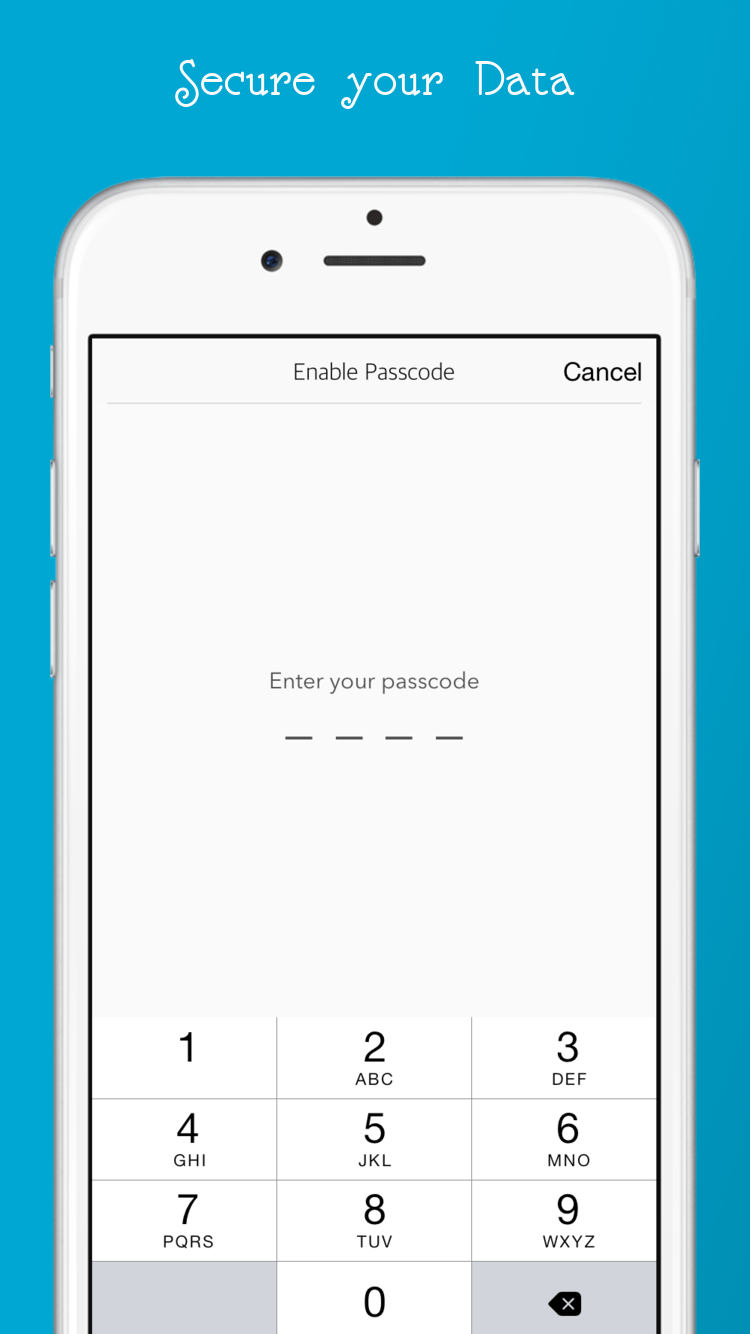 Secure your Data
Enable Passcode Cancel
Enter your passcode
1 2 3
ABC DEF
4 5 6
GHI JKL MNO
7 8 9
PQRS TUV WXYZ
0